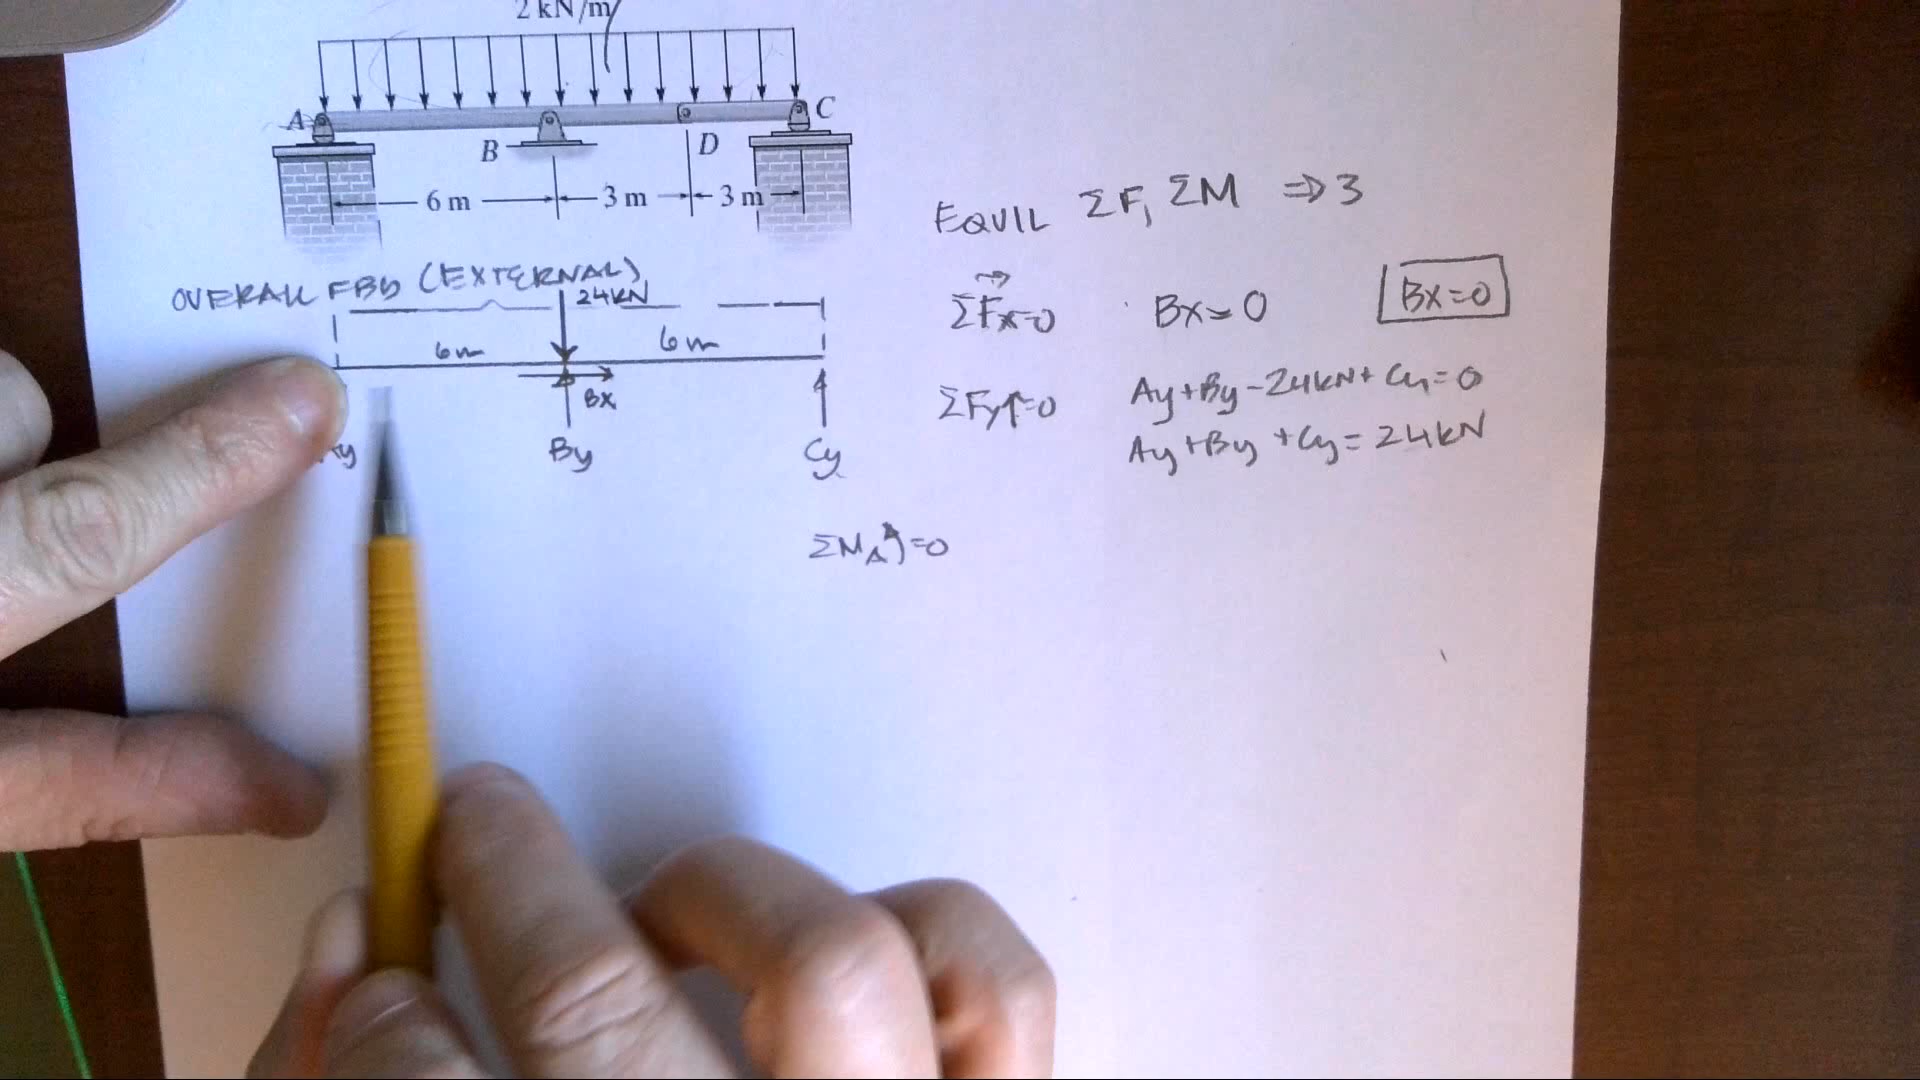 2 kN/m
A
C
B
D
6 m
3 m
3 m
EQUIL ΣF, ΣM ⇒ 3
OVERALL FBD (EXTERNAL)
24kN
6m
6m
Bx
By
Cy
ΣFx=0 Bx=0 Bx=0
ΣFy↑=0 Ay+By-24kN+Cy=0
Ay+By+Cy=24kN
ΣMA=0